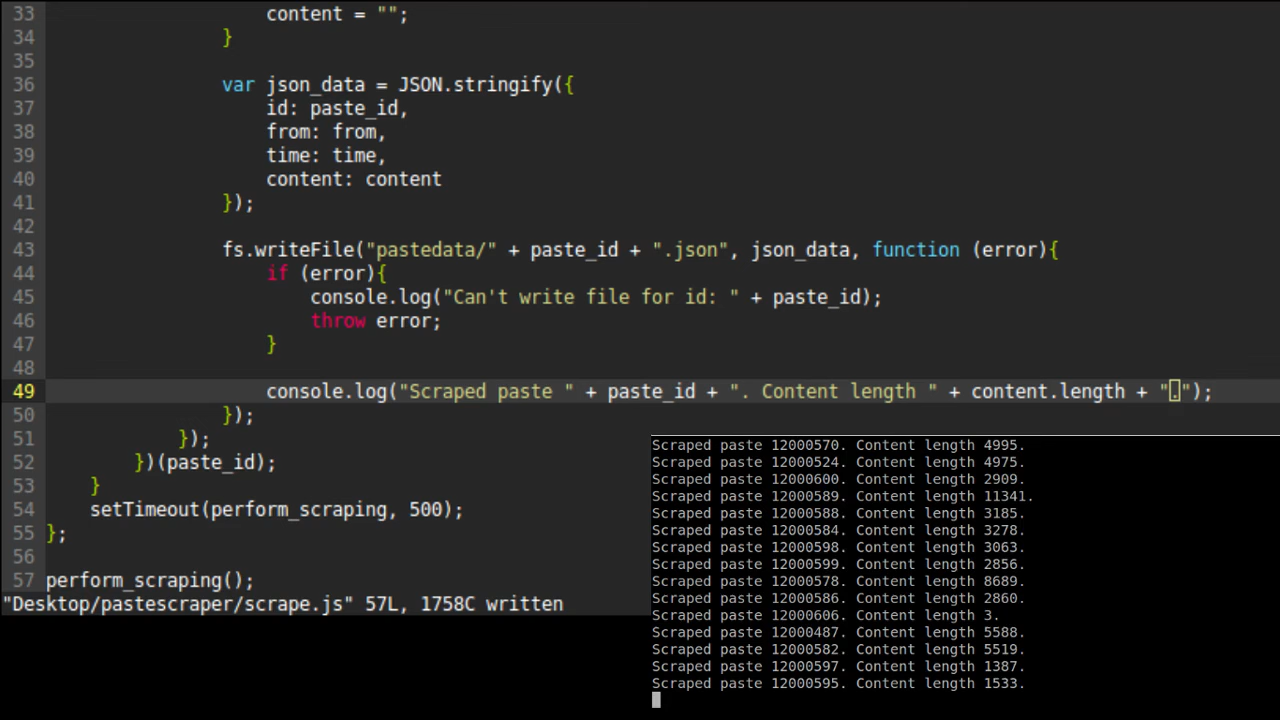 33                    content = "";
34                }
35
36                var json_data = JSON.stringify({
37                    id: paste_id,
38                    from: from,
39                    time: time,
40                    content: content
41                });
42
43                fs.writeFile("pastedata/" + paste_id + ".json", json_data, function (error){
44                    if (error){
45                        console.log("Can't write file for id: " + paste_id);
46                        throw error;
47                    }
48
49                    console.log("Scraped paste " + paste_id + ". Content length " + content.length + ".");
50                });
51            });
52        })(paste_id);
53    }
54    setTimeout(perform_scraping, 500);
55 };
56
57 perform_scraping();
"Desktop/pastescraper/scrape.js" 57L, 1758C written
Scraped paste 12000570. Content length 4995.
Scraped paste 12000524. Content length 4975.
Scraped paste 12000600. Content length 2909.
Scraped paste 12000589. Content length 11341.
Scraped paste 12000588. Content length 3185.
Scraped paste 12000584. Content length 3278.
Scraped paste 12000598. Content length 3063.
Scraped paste 12000599. Content length 2856.
Scraped paste 12000578. Content length 8689.
Scraped paste 12000586. Content length 2860.
Scraped paste 12000606. Content length 3.
Scraped paste 12000487. Content length 5588.
Scraped paste 12000582. Content length 5519.
Scraped paste 12000597. Content length 1387.
Scraped paste 12000595. Content length 1533.